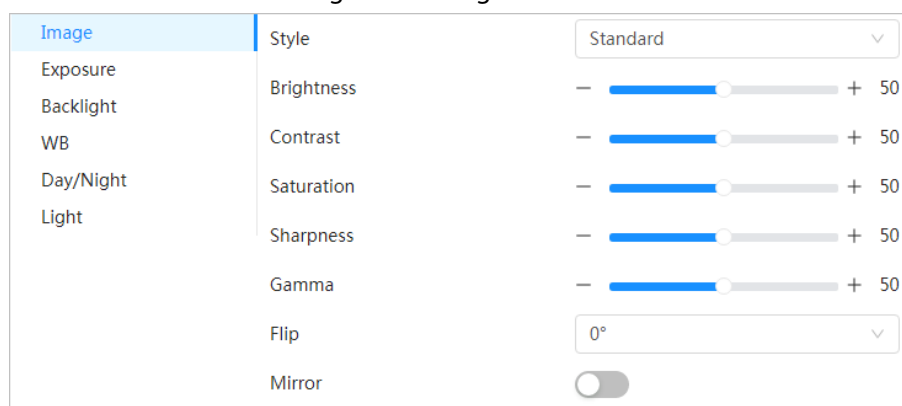 Image
Exposure
Backlight
WB
Day/Night
Light
Style Standard
Brightness 50
Contrast 50
Saturation 50
Sharpness 50
Gamma 50
Flip 0°
Mirror